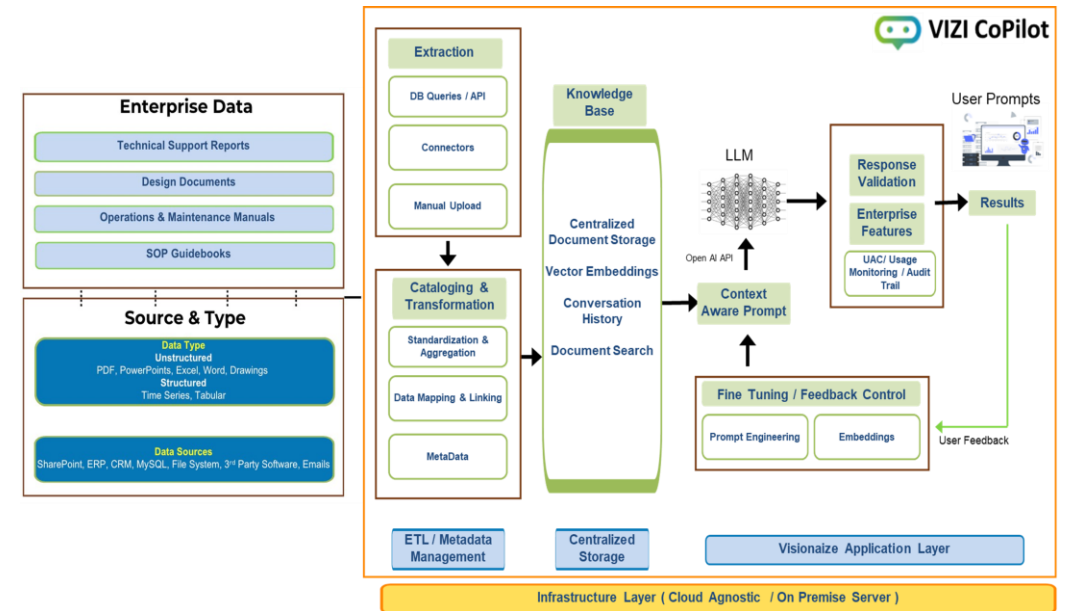 VIZI CoPilot
Enterprise Data
Technical Support Reports
Design Documents
Operations & Maintenance Manuals
SOP Guidebooks
Source & Type
Data Type
Unstructured
PDF, PowerPoints, Excel, Word, Drawings
Structured
Time Series, Tabular
Data Sources
SharePoint, ERP, CRM, MySQL, File System, 3rd Party Software, Emails
Extraction
DB Queries / API
Connectors
Manual Upload
Cataloging &
Transformation
Standardization &
Aggregation
Data Mapping & Linking
MetaData
Knowledge
Base
Centralized
Document Storage
Vector Embeddings
Conversation
History
Document Search
LLM
Open AI API
Context
Aware Prompt
Fine Tuning / Feedback Control
Prompt Engineering
Embeddings
Response
Validation
Enterprise
Features
UAC/ Usage
Monitoring / Audit
Trail
User Prompts
Results
User Feedback
ETL / Metadata
Management
Centralized
Storage
Visionaize Application Layer
Infrastructure Layer ( Cloud Agnostic / On Premise Server )